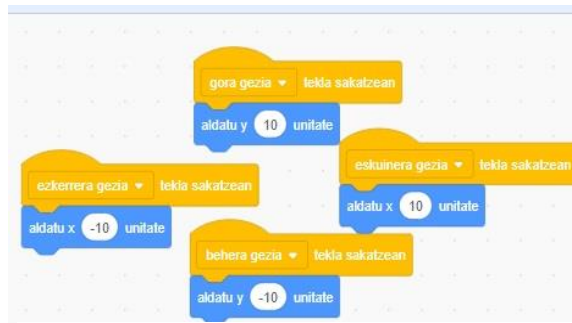 gora gezia tekla sakatzean
aldatu y 10 unitate
eskuinera gezia tekla sakatzean
aldatu x 10 unitate
ezkerrera gezia tekla sakatzean
aldatu x -10 unitate
behera gezia tekla sakatzean
aldatu y -10 unitate